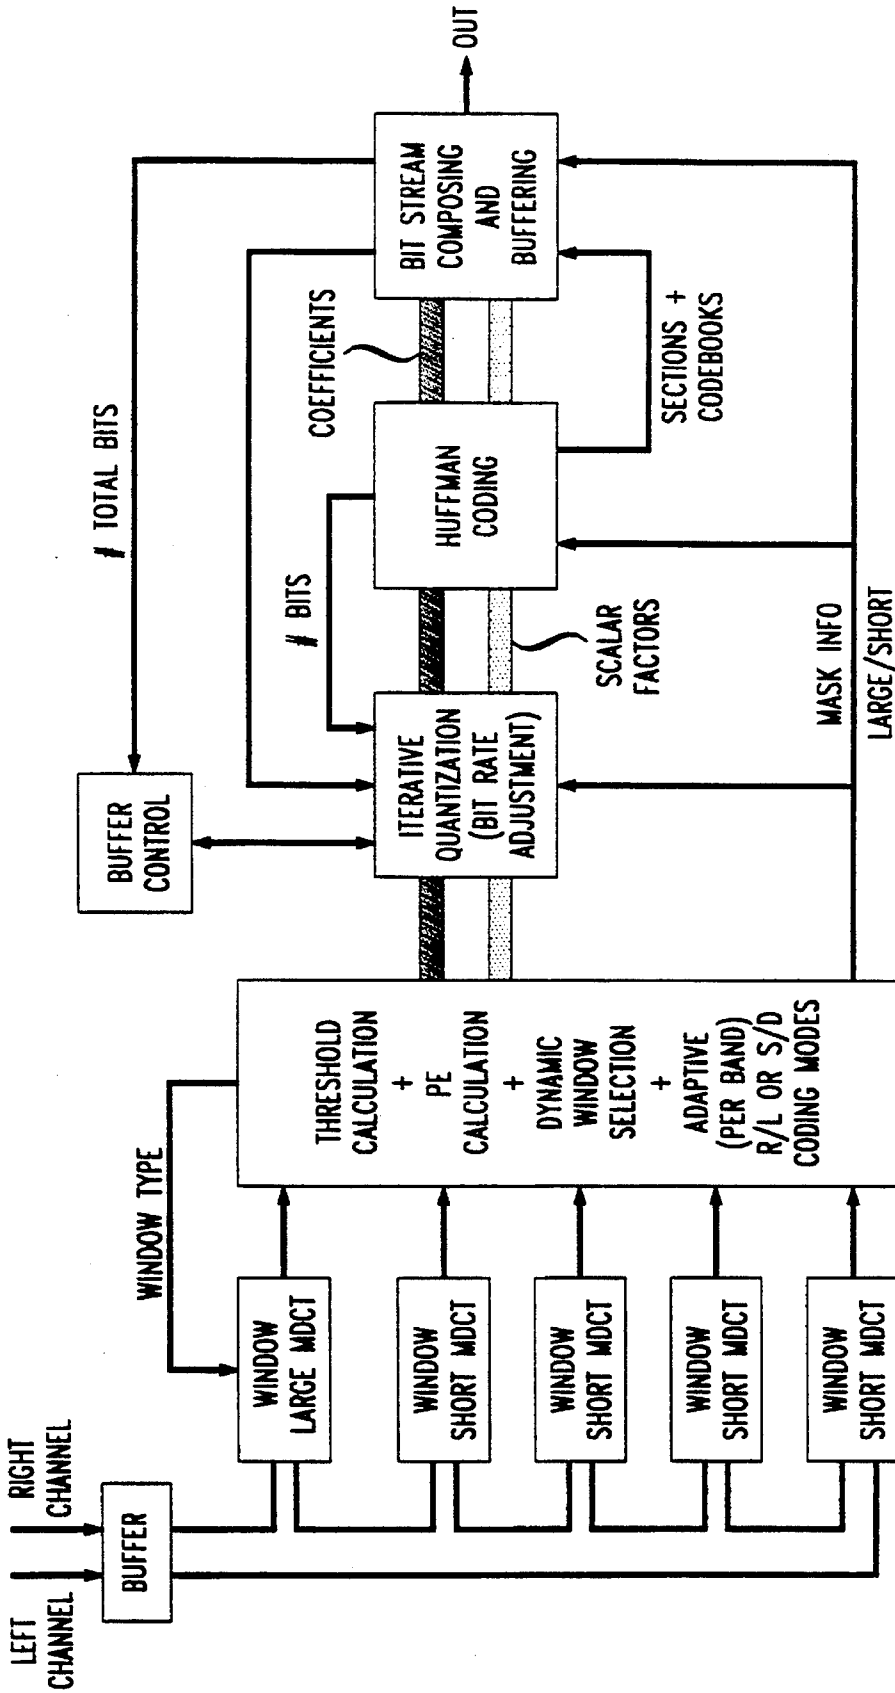 LEFT
CHANNEL
RIGHT
CHANNEL
BUFFER
WINDOW
LARGE MDCT
WINDOW
SHORT MDCT
WINDOW
SHORT MDCT
WINDOW
SHORT MDCT
WINDOW
SHORT MDCT
WINDOW TYPE
THRESHOLD
CALCULATION
+
PE
CALCULATION
+
DYNAMIC
WINDOW
SELECTION
+
ADAPTIVE
(PER BAND)
R/L OR S/D
CODING MODES
BUFFER
CONTROL
# TOTAL BITS
ITERATIVE
QUANTIZATION
(BIT RATE
ADJUSTMENT)
# BITS
SCALAR
FACTORS
HUFFMAN
CODING
COEFFICIENTS
SECTIONS +
CODEBOOKS
BIT STREAM
COMPOSING
AND
BUFFERING
OUT
MASK INFO
LARGE/SHORT